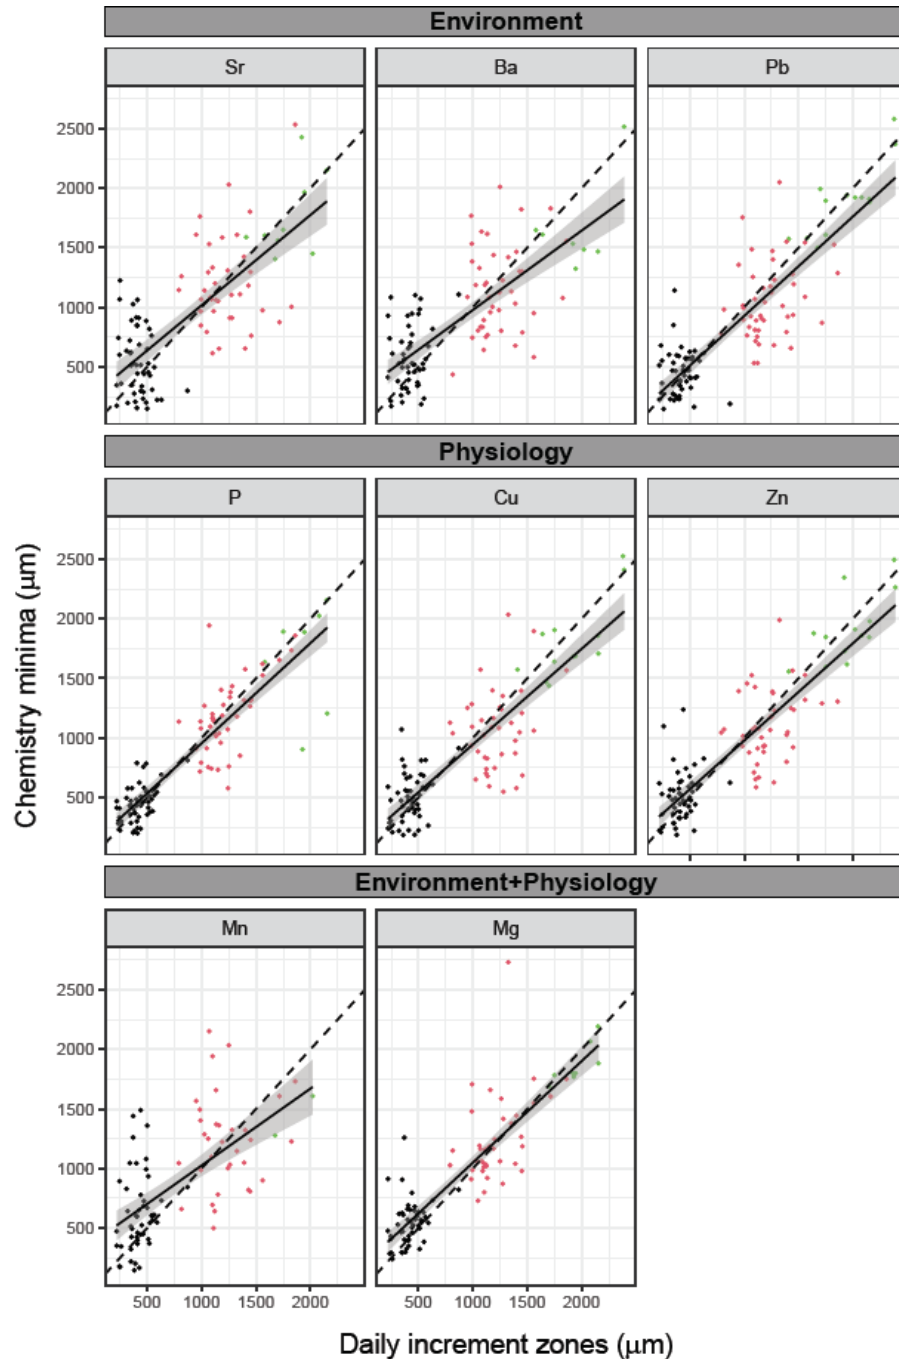 Environment
Sr Ba Pb
2500
2000
1500
1000
500
Physiology
P Cu Zn
2500
2000
1500
1000
500
Chemistry minima (μm)
Environment+Physiology
Mn Mg
2500
2000
1500
1000
500
500 1000 1500 2000 500 1000 1500 2000
Daily increment zones (μm)